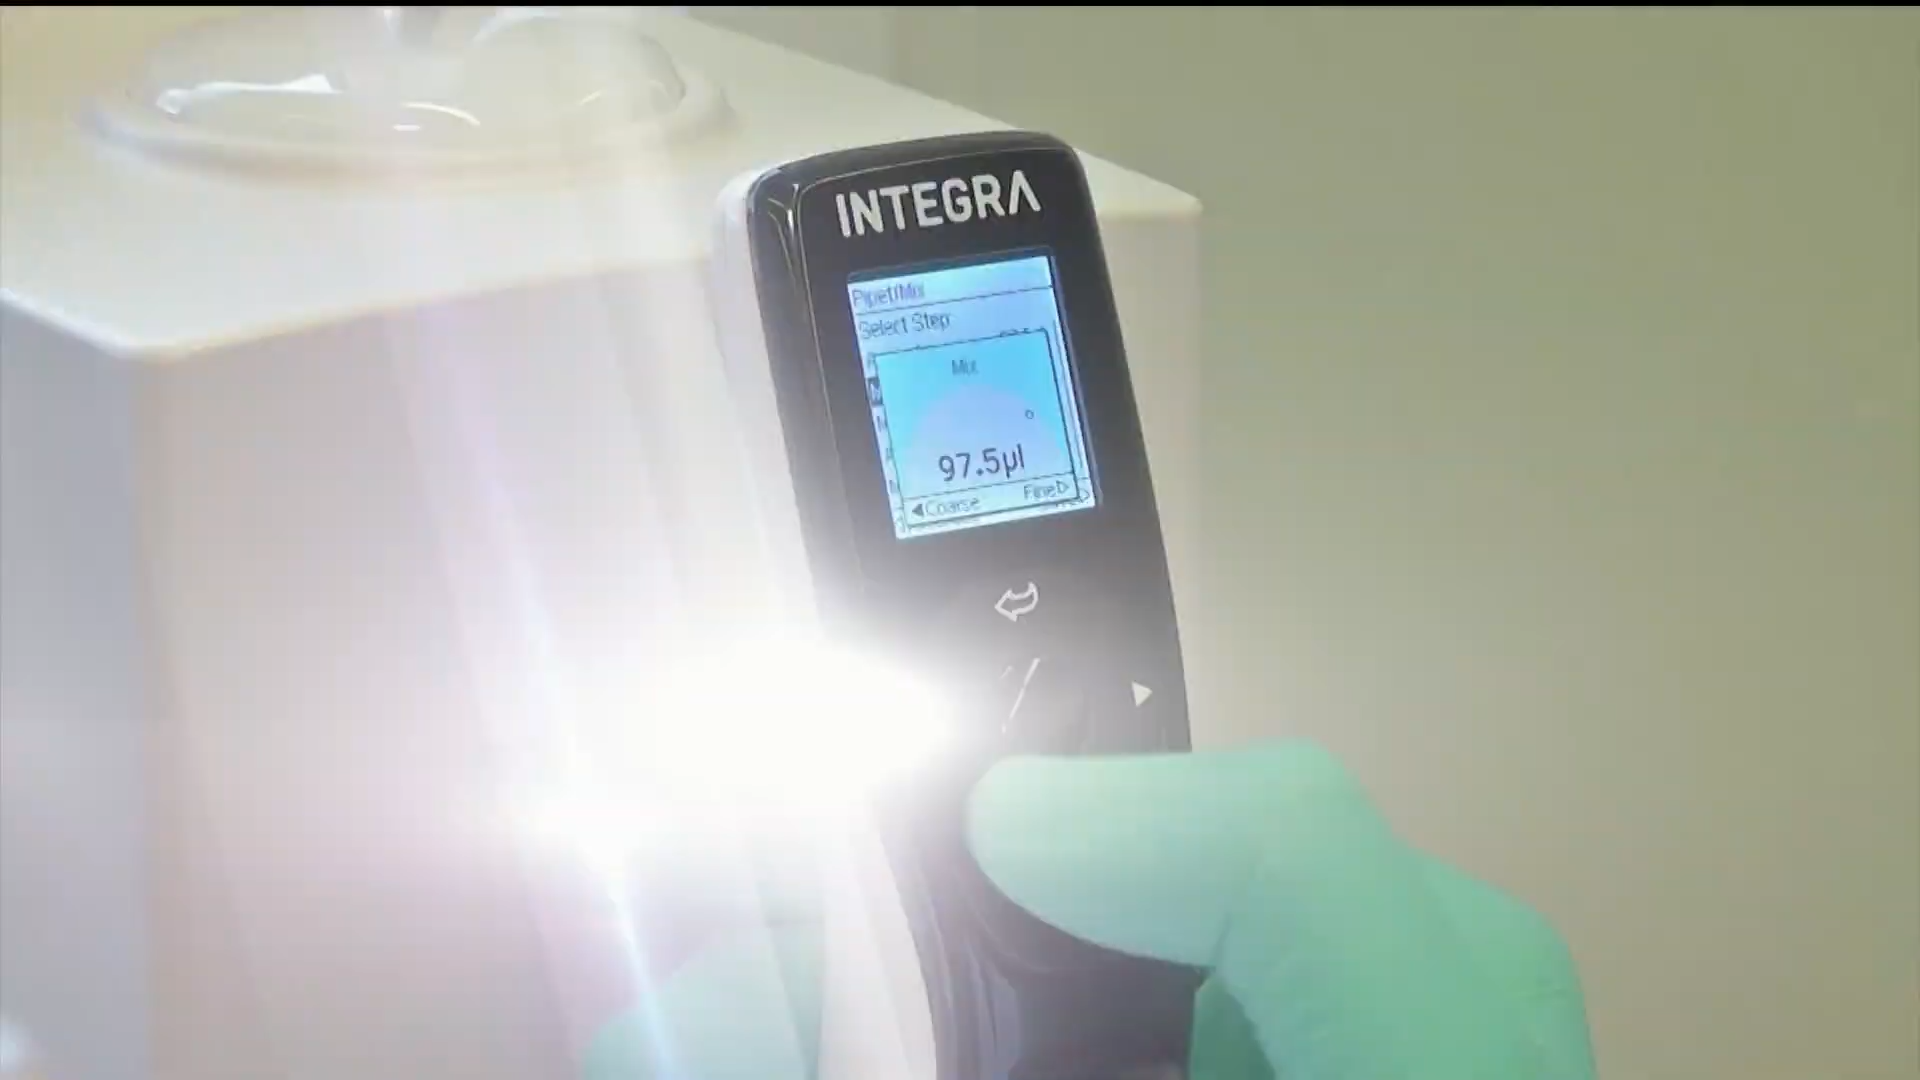 INTEGRA
Pipet/Mix
Select Step
Mix
97.5µl
Coarse
Fine